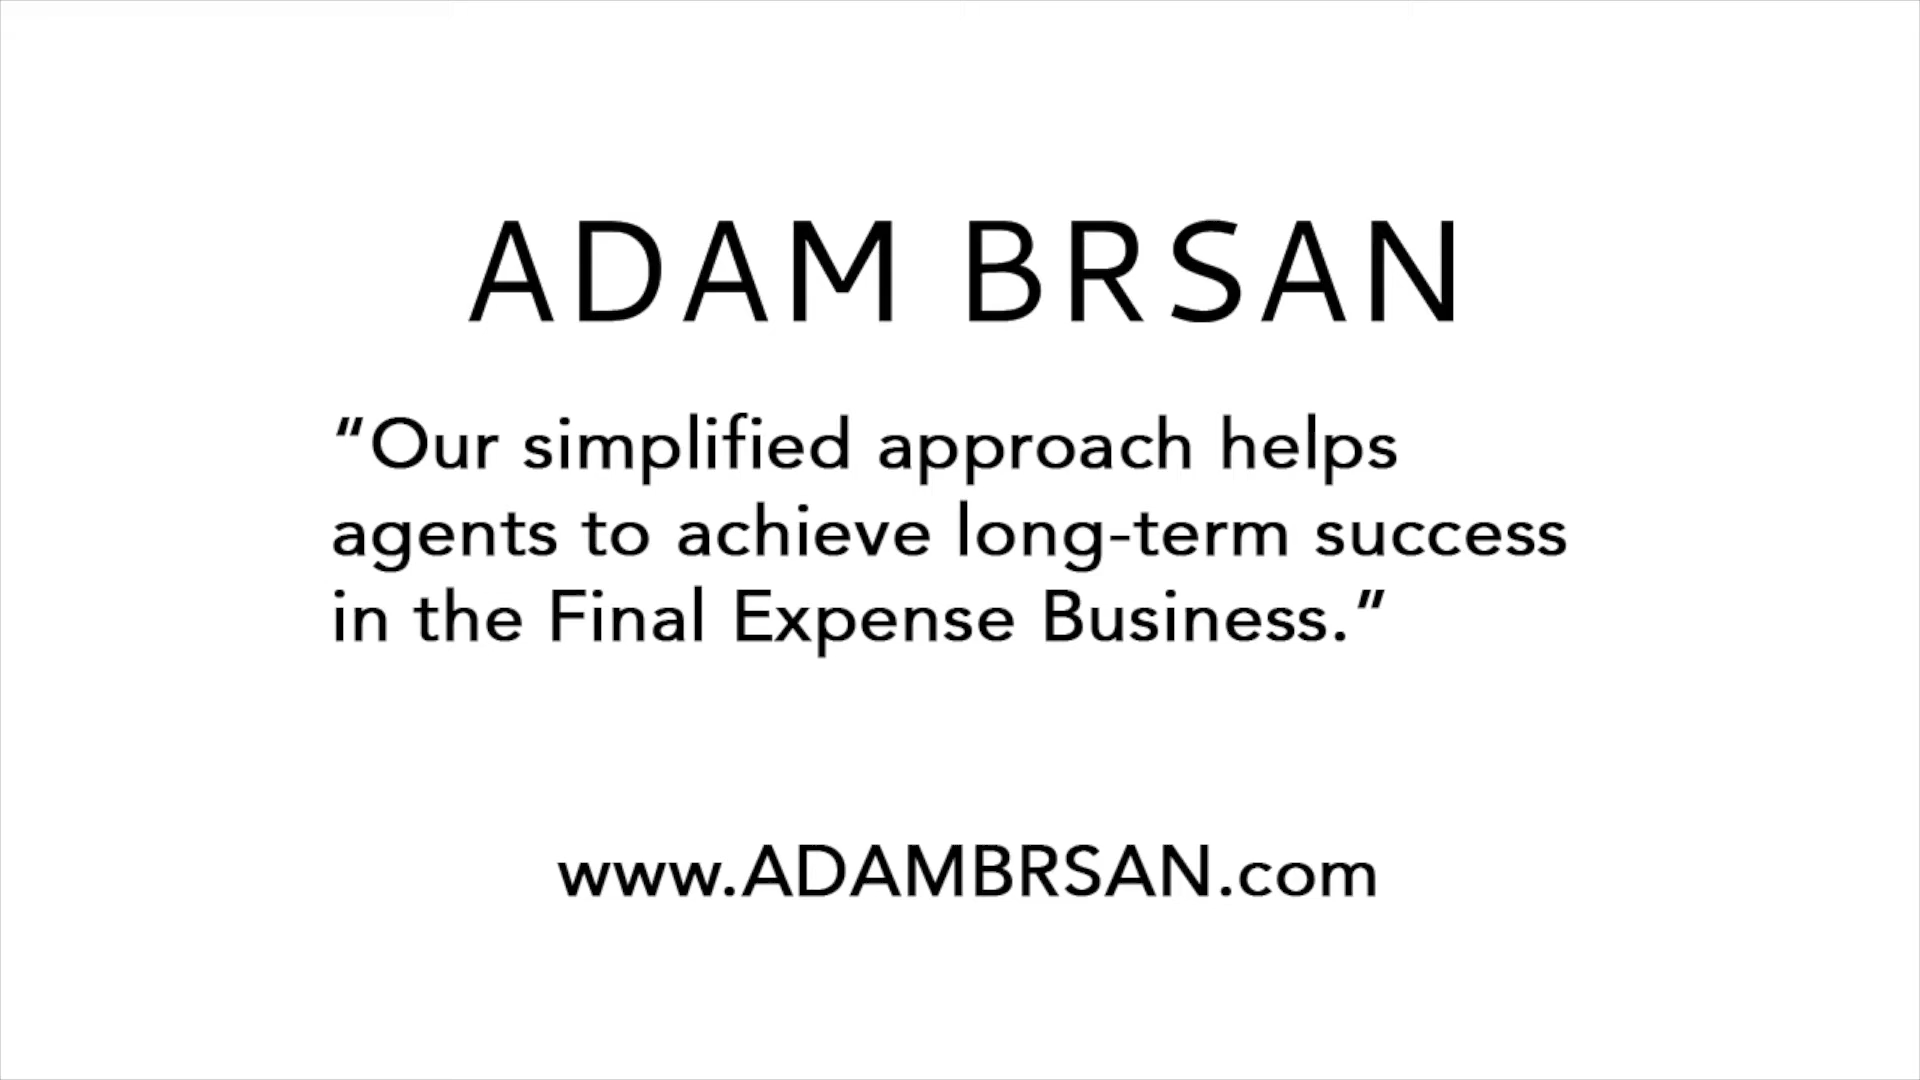 ADAM BRSAN
“Our simplified approach helps
agents to achieve long-term success
in the Final Expense Business.”
www.ADAMBRSAN.com